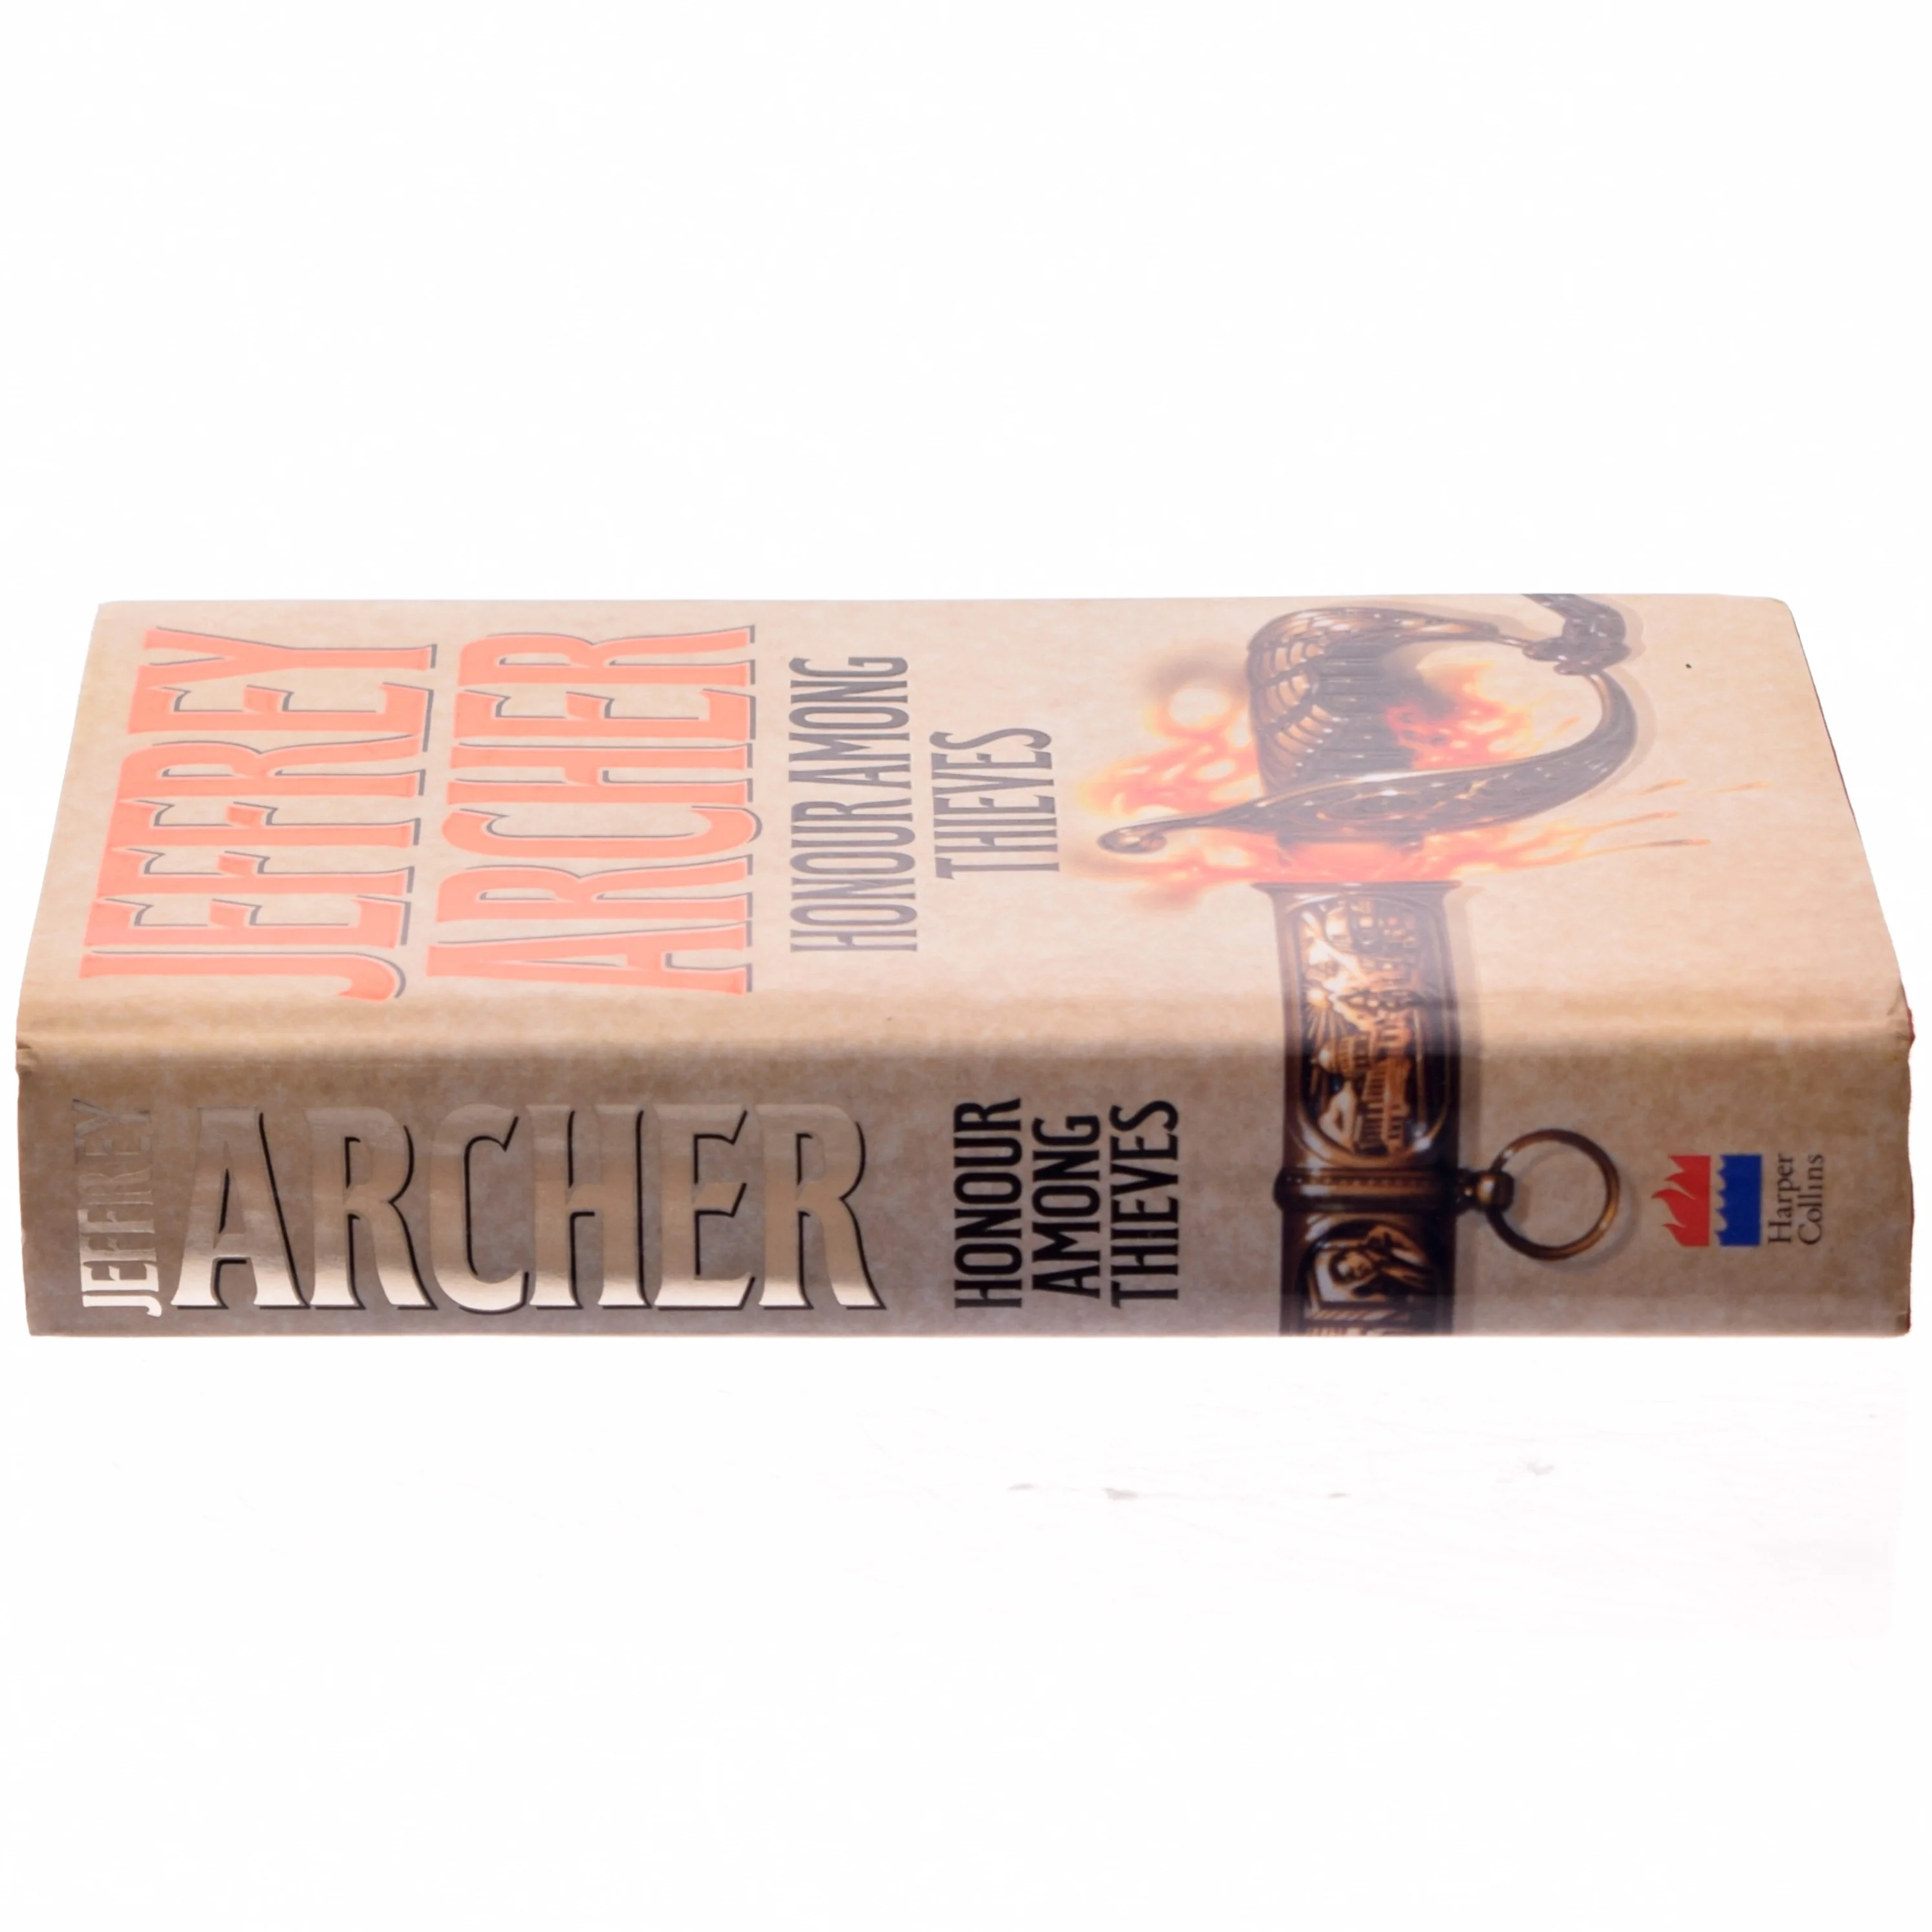 JEFFREY
ARCHER
HONOUR AMONG
THIEVES
JEFFREY
ARCHER
HONOUR
AMONG
THIEVES
Harper
Collins